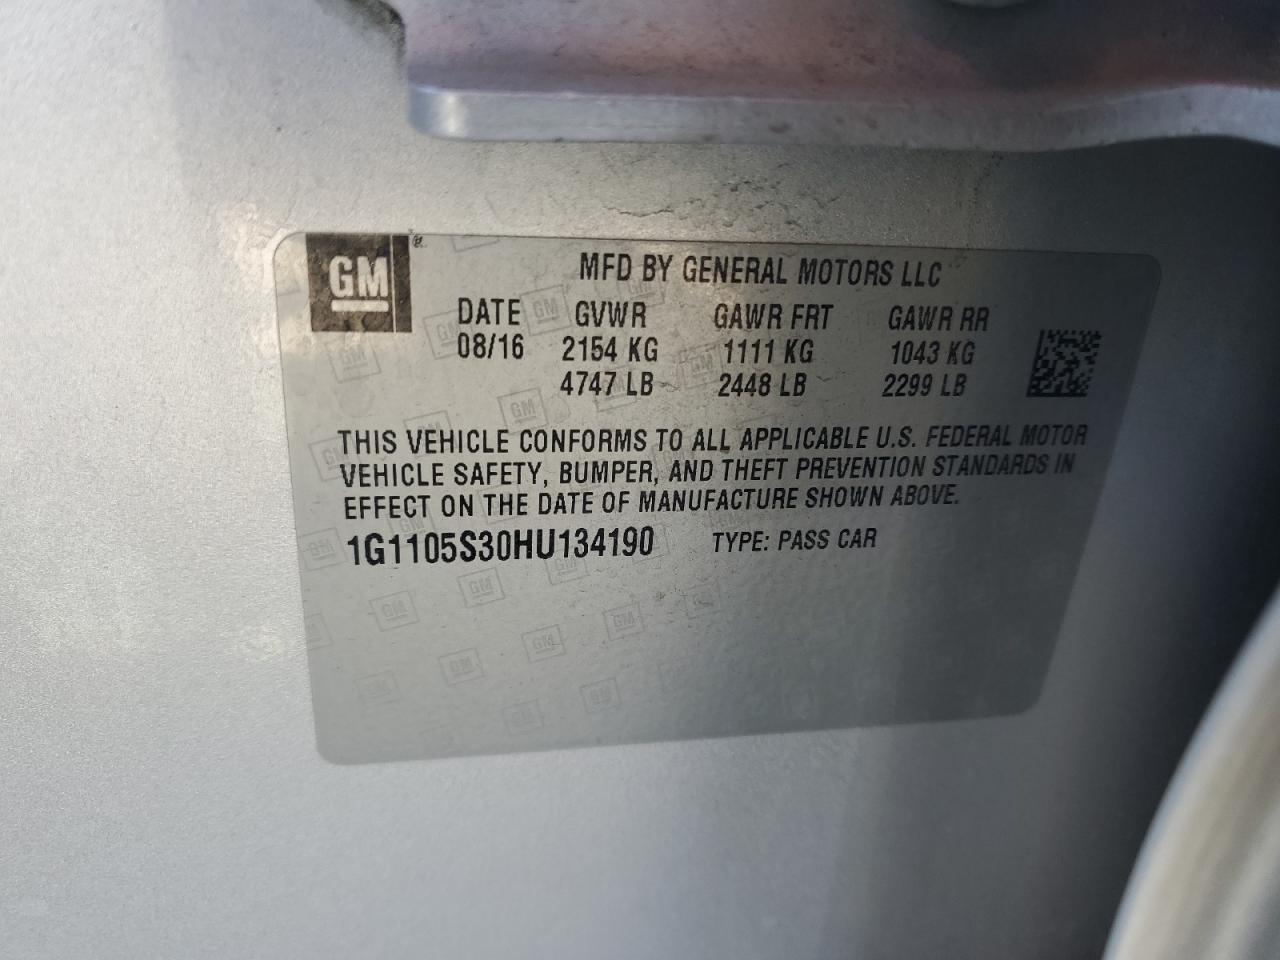 GM
MFD BY GENERAL MOTORS LLC
DATE GVWR GAWR FRT GAWR RR
08/16 2154 KG 1111 KG 1043 KG
4747 LB 2448 LB 2299 LB
THIS VEHICLE CONFORMS TO ALL APPLICABLE U.S. FEDERAL MOTOR
VEHICLE SAFETY, BUMPER, AND THEFT PREVENTION STANDARDS IN
EFFECT ON THE DATE OF MANUFACTURE SHOWN ABOVE.
1G1105S30HU134190 TYPE: PASS CAR